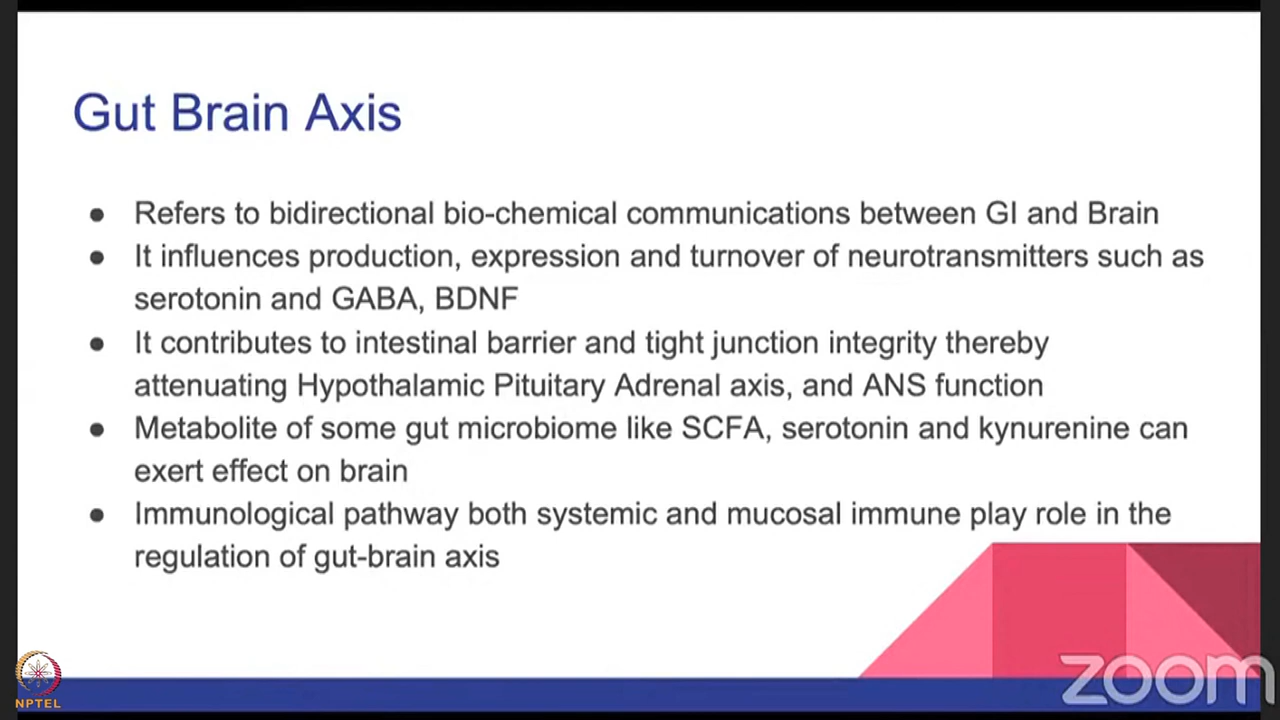 Gut Brain Axis
● Refers to bidirectional bio-chemical communications between GI and Brain
● It influences production, expression and turnover of neurotransmitters such as
serotonin and GABA, BDNF
● It contributes to intestinal barrier and tight junction integrity thereby
attenuating Hypothalamic Pituitary Adrenal axis, and ANS function
● Metabolite of some gut microbiome like SCFA, serotonin and kynurenine can
exert effect on brain
● Immunological pathway both systemic and mucosal immune play role in the
regulation of gut-brain axis
NPTEL
zoom